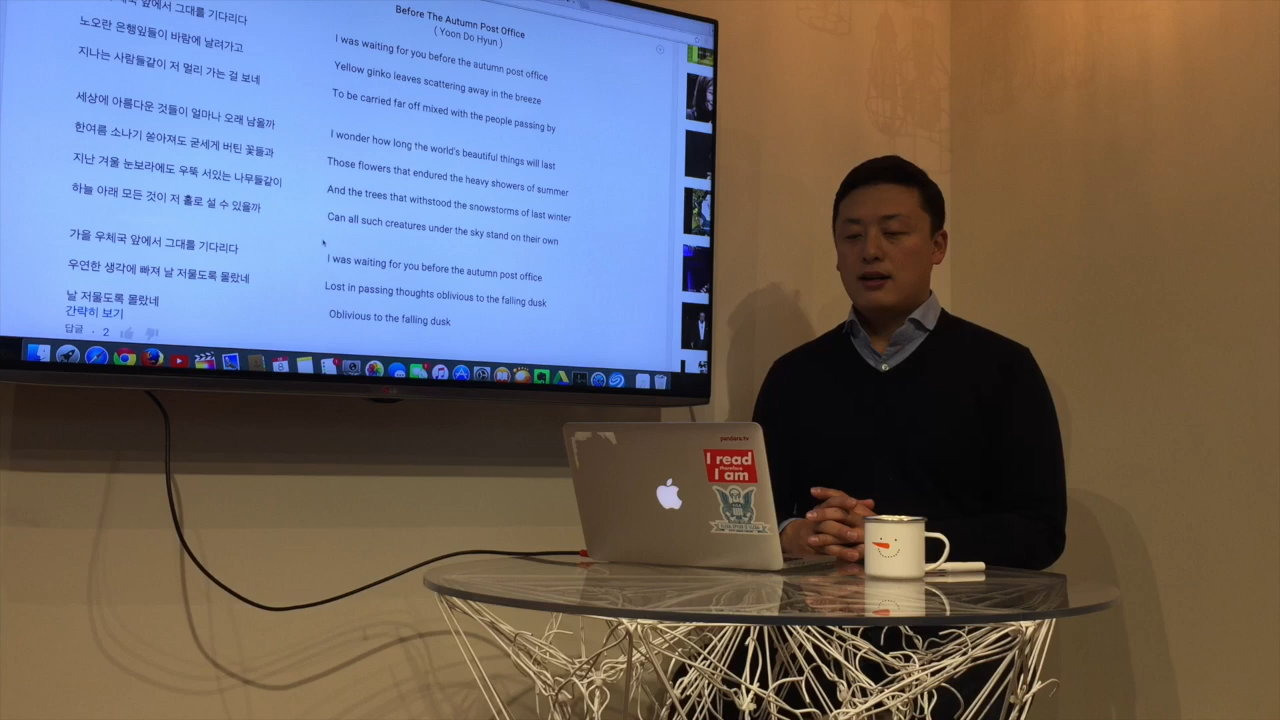 앞에서 그대를 기다리다
노오란 은행잎들이 바람에 날려가고
지나는 사람들같이 저 멀리 가는 걸 보네
세상에 아름다운 것들이 얼마나 오래 남을까
한여름 소나기 쏟아져도 굳세게 버틴 꽃들과
지난 겨울 눈보라에도 우뚝 서있는 나무들같이
하늘 아래 모든 것이 저 홀로 설 수 있을까
가을 우체국 앞에서 그대를 기다리다
우연한 생각에 빠져 날 저물도록 몰랐네
날 저물도록 몰랐네
간략히 보기
답글 · 2
Before The Autumn Post Office
( Yoon Do Hyun )
I was waiting for you before the autumn post office
Yellow ginko leaves scattering away in the breeze
To be carried far off mixed with the people passing by
I wonder how long the world's beautiful things will last
Those flowers that endured the heavy showers of summer
And the trees that withstood the snowstorms of last winter
Can all such creatures under the sky stand on their own
I was waiting for you before the autumn post office
Lost in passing thoughts oblivious to the falling dusk
Oblivious to the falling dusk
pandora.tv
I read
therefore
I am